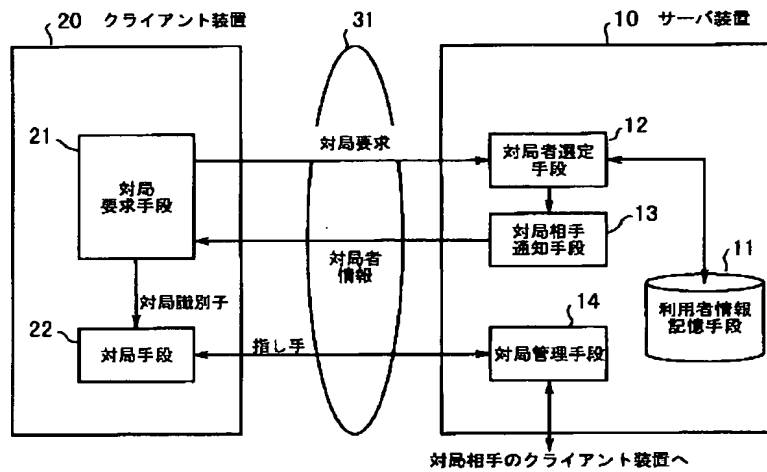 20 クライアント装置
31
10 サーバ装置
21
対局
要求手段
対局要求
12
対局者選定
手段
対局者
情報
対局相手
通知手段
13
11
利用者情報
記憶手段
対局識別子
22
対局手段
指し手
14
対局管理手段
対局相手のクライアント装置へ